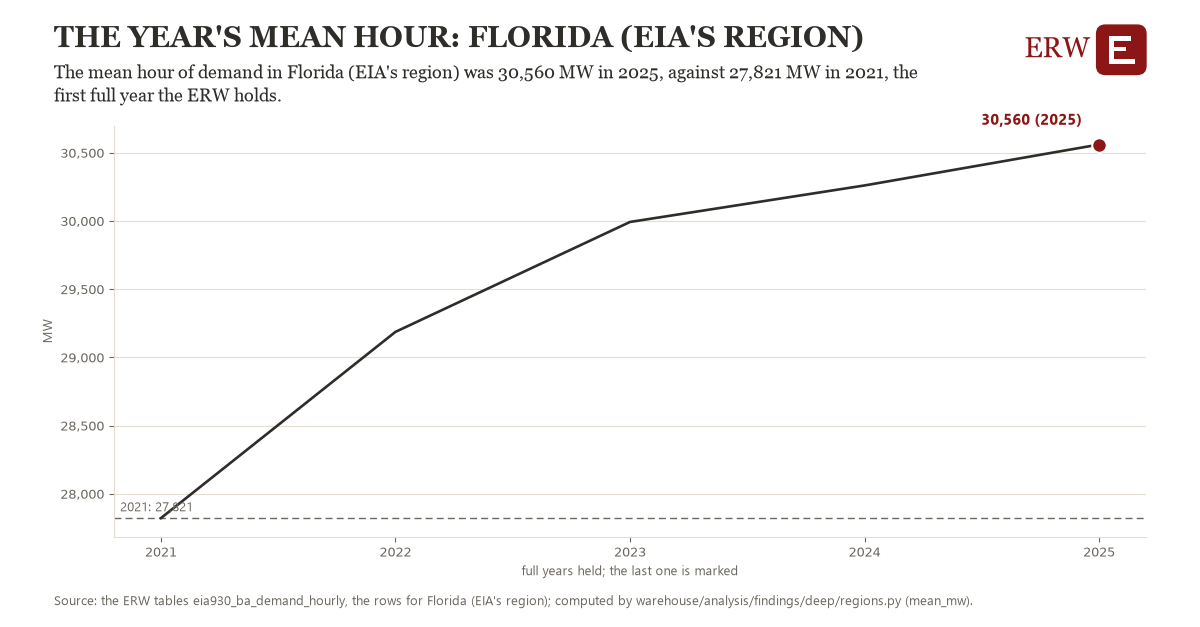 THE YEAR'S MEAN HOUR: FLORIDA (EIA'S REGION)
ERW E
The mean hour of demand in Florida (EIA's region) was 30,560 MW in 2025, against 27,821 MW in 2021, the
first full year the ERW holds.
30,560 (2025)
30,500
30,000
29,500
MW
29,000
28,500
28,000
2021: 27,821
2021 2022 2023 2024 2025
full years held; the last one is marked
Source: the ERW tables eia930_ba_demand_hourly, the rows for Florida (EIA's region); computed by warehouse/analysis/findings/deep/regions.py (mean_mw).